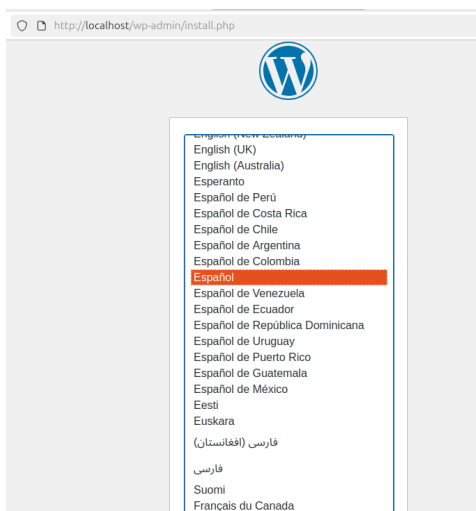 http://localhost/wp-admin/install.php
English (New Zealand)
English (UK)
English (Australia)
Esperanto
Español de Perú
Español de Costa Rica
Español de Chile
Español de Argentina
Español de Colombia
Español
Español de Venezuela
Español de Ecuador
Español de República Dominicana
Español de Uruguay
Español de Puerto Rico
Español de Guatemala
Español de México
Eesti
Euskara
(فارسی (افغانستان
فارسی
Suomi
Français du Canada